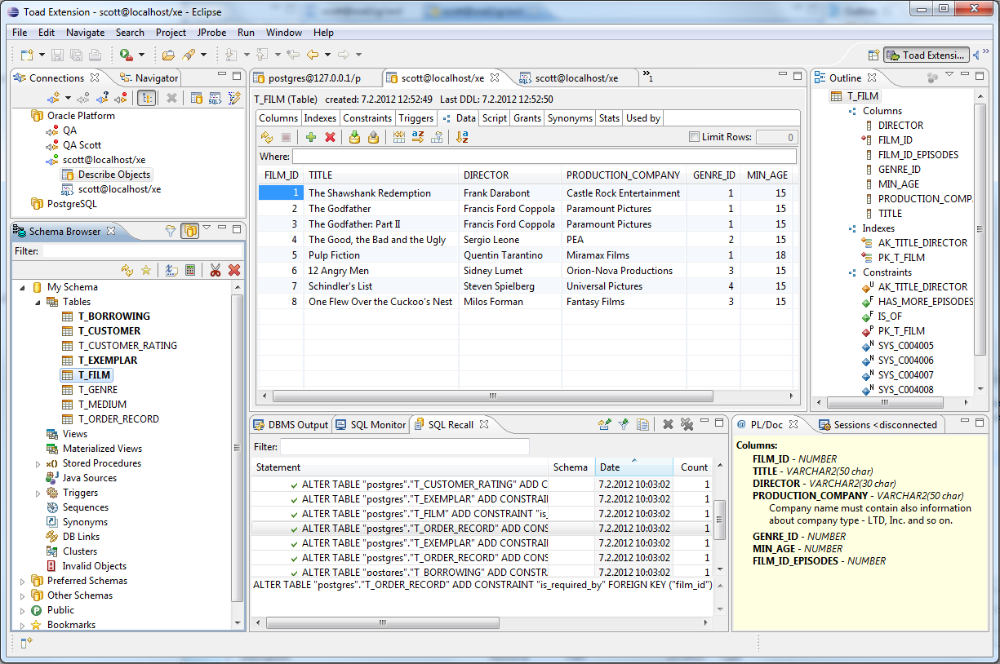 Toad Extension - scott@localhost/xe - Eclipse
File Edit Navigate Search Project JProbe Run Window Help
Toad Extensi...
Connections Navigator
Oracle Platform
QA
QA Scott
scott@localhost/xe
Describe Objects
scott@localhost/xe
PostgreSQL
Schema Browser
Filter:
My Schema
Tables
T_BORROWING
T_CUSTOMER
T_CUSTOMER_RATING
T_EXEMPLAR
T_FILM
T_GENRE
T_MEDIUM
T_ORDER_RECORD
Views
Materialized Views
Stored Procedures
Java Sources
Triggers
Sequences
Synonyms
DB Links
Clusters
Invalid Objects
Preferred Schemas
Other Schemas
Public
Bookmarks
postgres@127.0.0.1/p scott@localhost/xe scott@localhost/xe »1
T_FILM (Table) created: 7.2.2012 12:52:49 Last DDL: 7.2.2012 12:52:50
Columns Indexes Constraints Triggers Data Script Grants Synonyms Stats Used by
Limit Rows: 0
Where:
FILM_ID TITLE DIRECTOR PRODUCTION_COMPANY GENRE_ID MIN_AGE
1 The Shawshank Redemption Frank Darabont Castle Rock Entertainment 1 15
2 The Godfather Francis Ford Coppola Paramount Pictures 1 15
3 The Godfather: Part II Francis Ford Coppola Paramount Pictures 1 15
4 The Good, the Bad and the Ugly Sergio Leone PEA 2 15
5 Pulp Fiction Quentin Tarantino Miramax Films 1 18
6 12 Angry Men Sidney Lumet Orion-Nova Productions 3 15
7 Schindler's List Steven Spielberg Universal Pictures 4 15
8 One Flew Over the Cuckoo's Nest Milos Forman Fantasy Films 3 15
Outline
T_FILM
Columns
DIRECTOR
FILM_ID
FILM_ID_EPISODES
GENRE_ID
MIN_AGE
PRODUCTION_COMP
TITLE
Indexes
AK_TITLE_DIRECTOR
PK_T_FILM
Constraints
AK_TITLE_DIRECTOR
HAS_MORE_EPISODES
IS_OF
PK_T_FILM
SYS_C004005
SYS_C004006
SYS_C004007
SYS_C004008
DBMS Output SQL Monitor SQL Recall
Filter:
Statement Schema Date Count
ALTER TABLE "postgres"."T_CUSTOMER_RATING" ADD C 7.2.2012 10:03:02 1
ALTER TABLE "postgres"."T_EXEMPLAR" ADD CONSTRAI 7.2.2012 10:03:02 1
ALTER TABLE "postgres"."T_FILM" ADD CONSTRAINT "is_ 7.2.2012 10:03:02 1
ALTER TABLE "postgres"."T_ORDER_RECORD" ADD CONS 7.2.2012 10:03:02 1
ALTER TABLE "postgres"."T_EXEMPLAR" ADD CONSTRAI 7.2.2012 10:03:02 1
ALTER TABLE "postgres"."T_ORDER_RECORD" ADD CONS 7.2.2012 10:03:02 1
ALTER TABLE "postgres"."T_BORROWING" ADD CONSTR 7.2.2012 10:03:02 1
ALTER TABLE "postgres"."T_ORDER_RECORD" ADD CONSTRAINT "is_required_by" FOREIGN KEY ("film_id")
@ PL/Doc Sessions <disconnected
Columns:
FILM_ID - NUMBER
TITLE - VARCHAR2(50 char)
DIRECTOR - VARCHAR2(30 char)
PRODUCTION_COMPANY - VARCHAR2(50 char)
Company name must contain also information
about company type - LTD, Inc. and so on.
GENRE_ID - NUMBER
MIN_AGE - NUMBER
FILM_ID_EPISODES - NUMBER